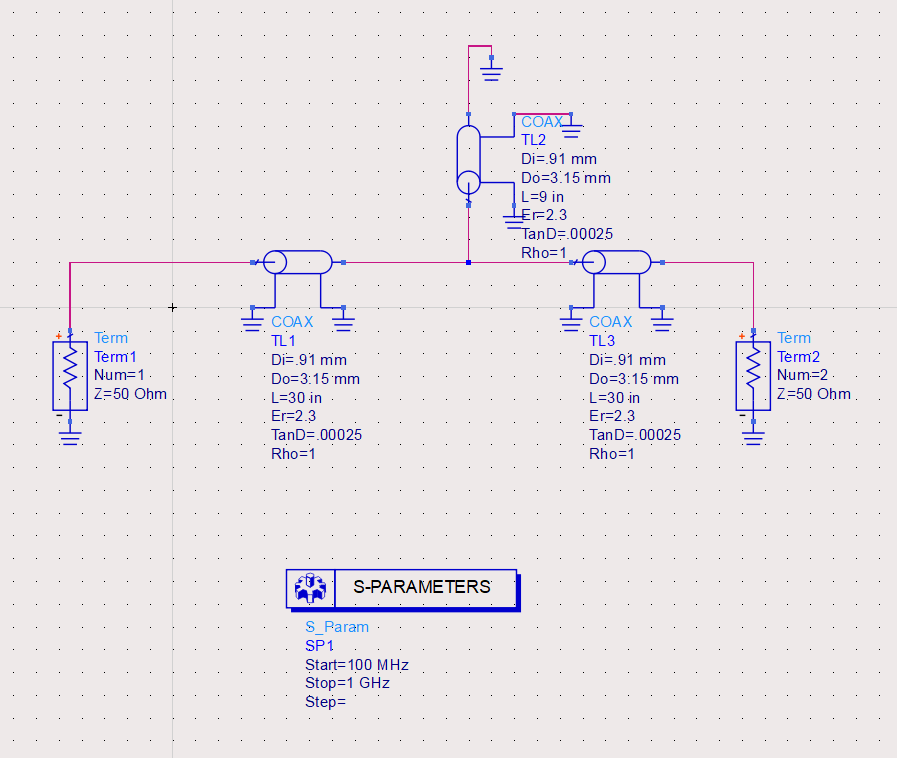 COAX
TL2
Di=.91 mm
Do=3.15 mm
L=9 in
Er=2.3
TanD=.00025
Rho=1
+
Term
Term1
Num=1
Z=50 Ohm
-
COAX
TL1
Di=.91 mm
Do=3.15 mm
L=30 in
Er=2.3
TanD=.00025
Rho=1
COAX
TL3
Di=.91 mm
Do=3.15 mm
L=30 in
Er=2.3
TanD=.00025
Rho=1
+
Term
Term2
Num=2
Z=50 Ohm
-
S-PARAMETERS
S_Param
SP1
Start=100 MHz
Stop=1 GHz
Step=